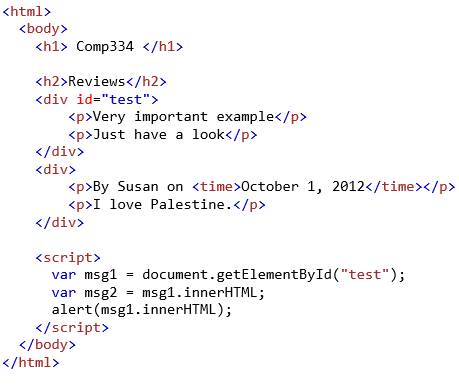 <html>
<body>
<h1> Comp334 </h1>
<h2>Reviews</h2>
<div id="test">
<p>Very important example</p>
<p>Just have a look</p>
</div>
<div>
<p>By Susan on <time>October 1, 2012</time></p>
<p>I love Palestine.</p>
</div>
<script>
var msg1 = document.getElementById("test");
var msg2 = msg1.innerHTML;
alert(msg1.innerHTML);
</script>
</body>
</html>